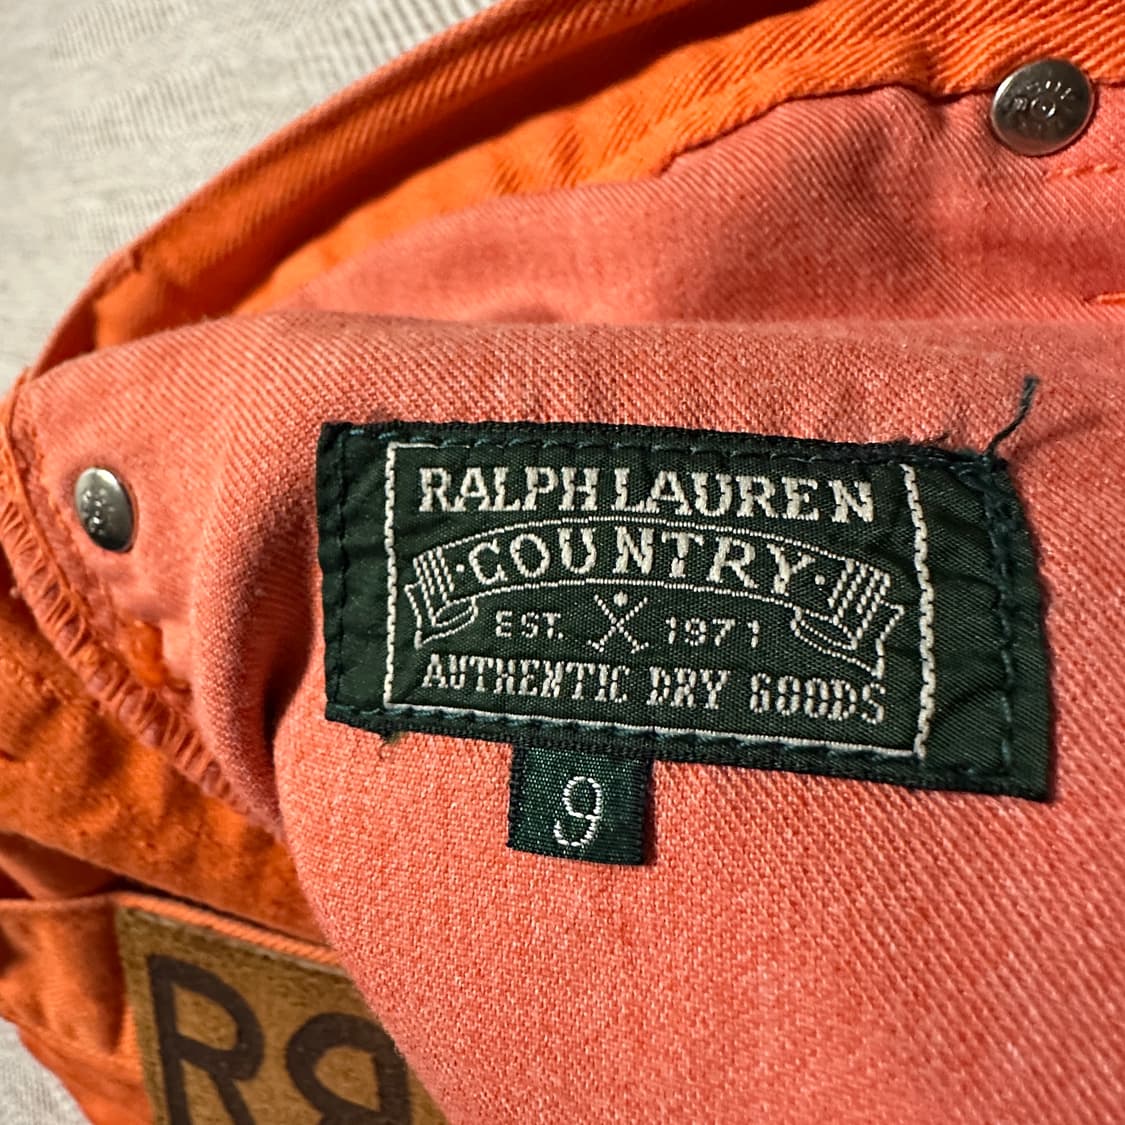 RALPH LAUREN
·COUNTRY·
EST. 1971
AUTHENTIC DRY GOODS
9